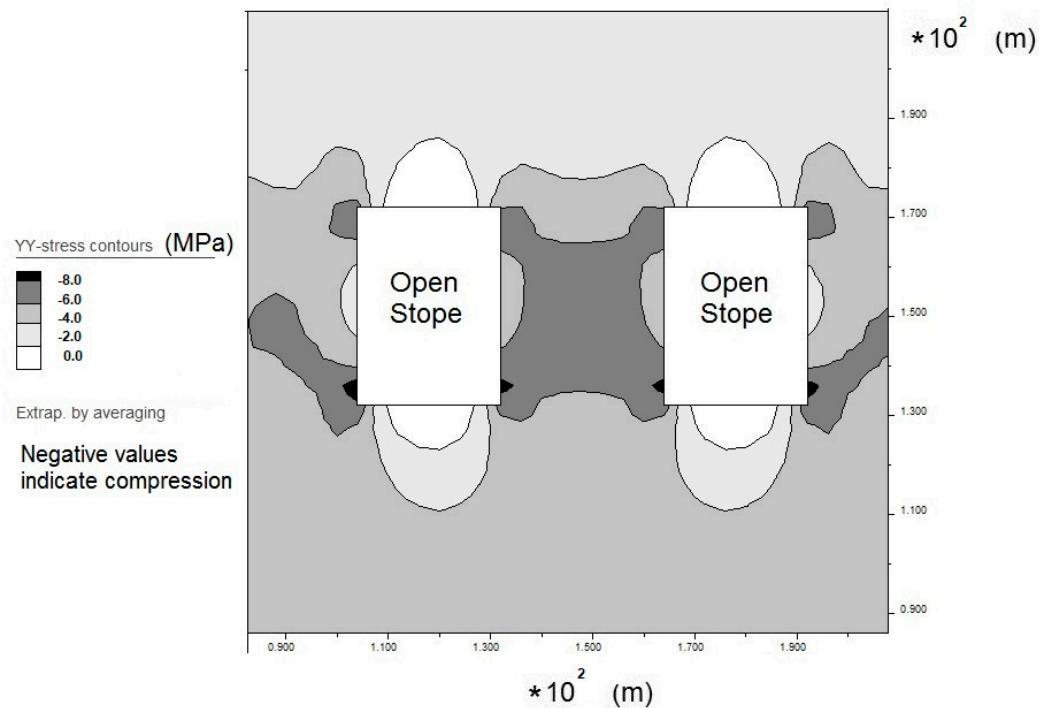 *10² (m)
1.900
1.700
1.500
1.300
1.100
0.900
YY-stress contours (MPa)
-8.0
-6.0
-4.0
-2.0
0.0
Extrap. by averaging
Negative values
indicate compression
Open
Stope
Open
Stope
0.900 1.100 1.300 1.500 1.700 1.900
*10² (m)